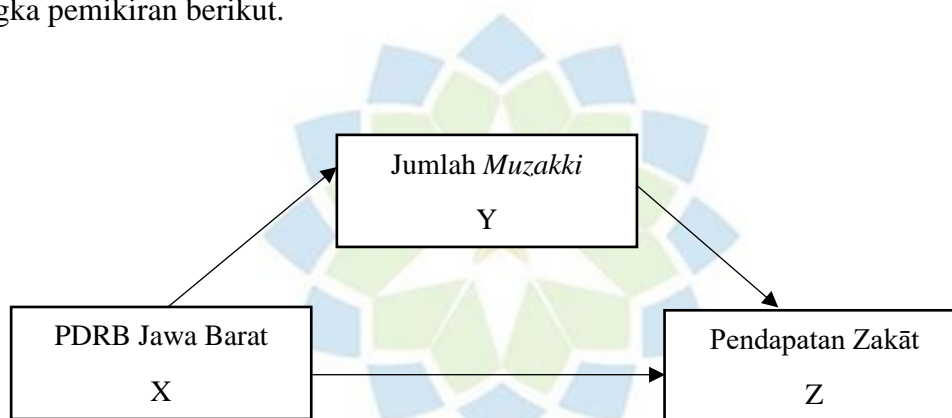 gka pemikiran berikut.
Jumlah Muzakki
Y
PDRB Jawa Barat
X
Pendapatan Zakāt
Z